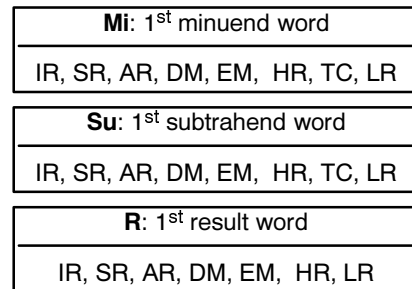 Mi: 1st minuend word
IR, SR, AR, DM, EM, HR, TC, LR
Su: 1st subtrahend word
IR, SR, AR, DM, EM, HR, TC, LR
R: 1st result word
IR, SR, AR, DM, EM, HR, LR